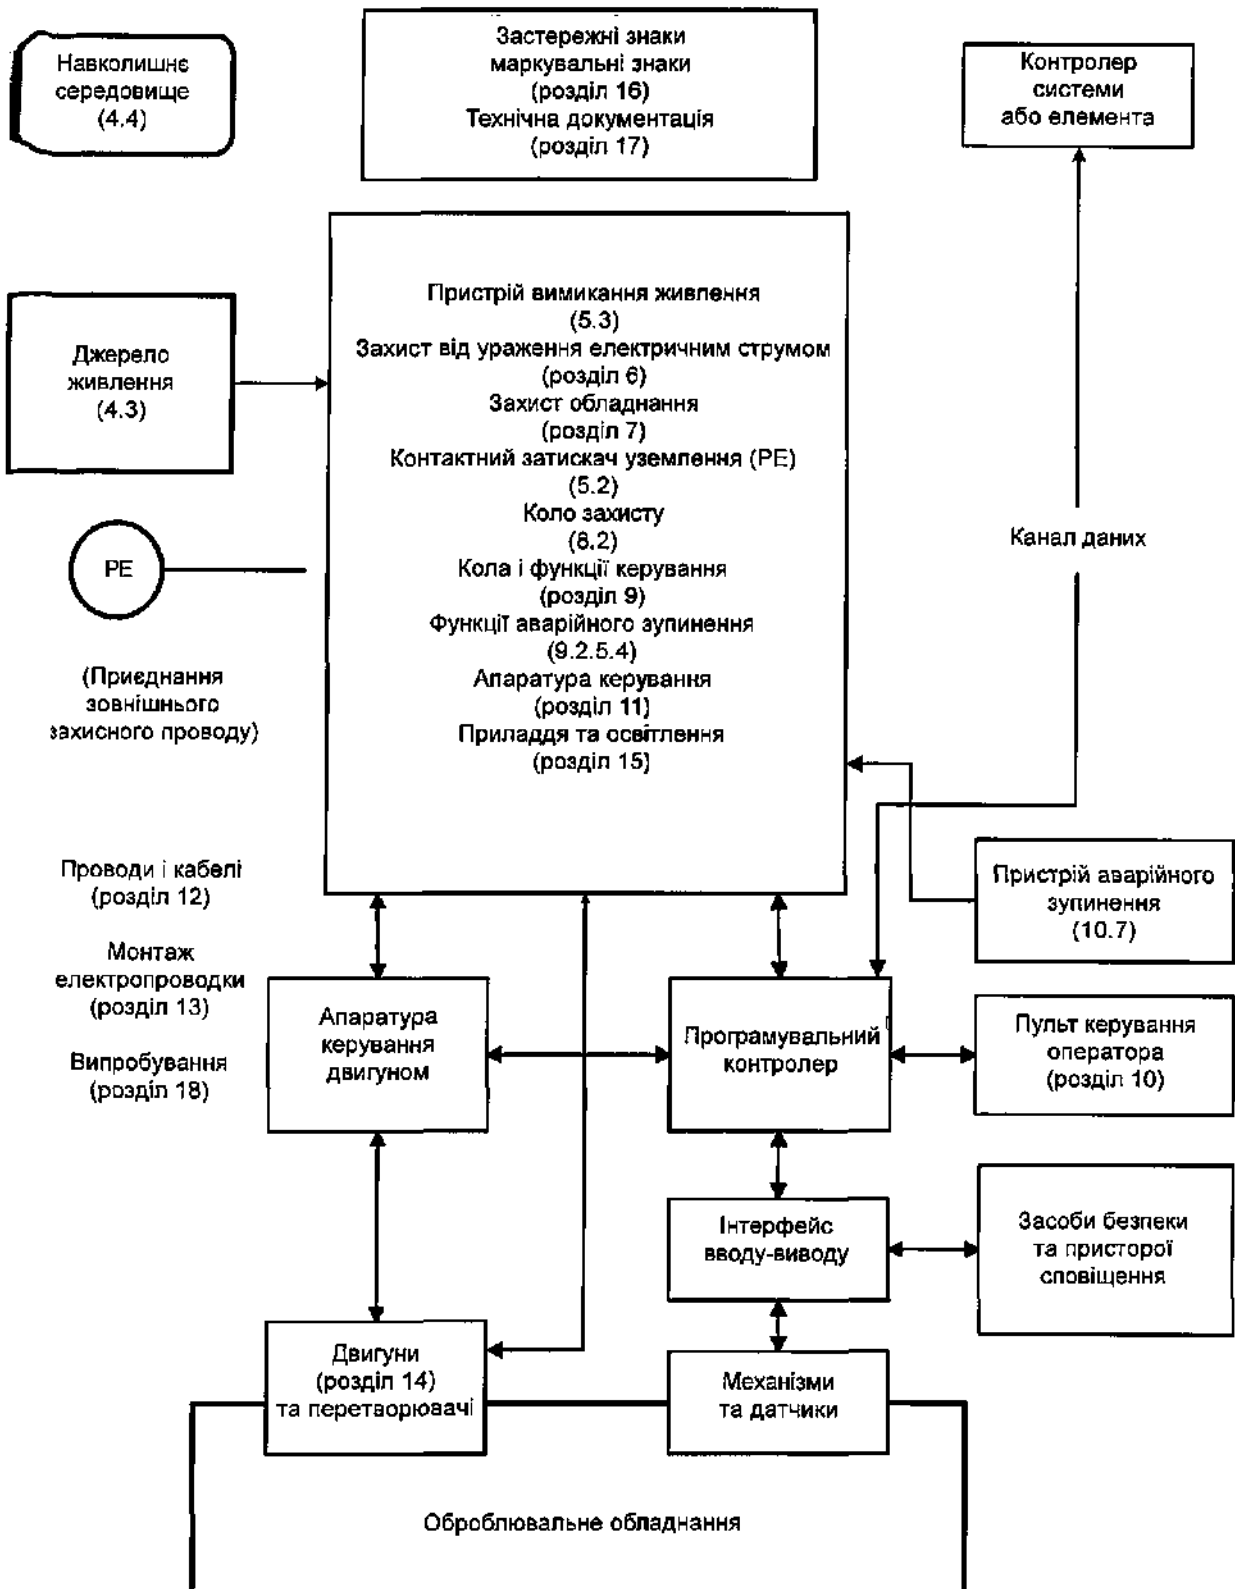 Навколишнє
середовище
(4.4)
Застережні знаки
маркувальні знаки
(розділ 16)
Технічна документація
(розділ 17)
Контролер
системи
або елемента
Джерело
живлення
(4.3)
Пристрій вимикання живлення
(5.3)
Захист від ураження електричним струмом
(розділ 6)
Захист обладнання
(розділ 7)
Контактний затискач уземлення (РЕ)
(5.2)
Коло захисту
(8.2)
Кола і функції керування
(розділ 9)
Функції аварійного зупинення
(9.2.5.4)
Апаратура керування
(розділ 11)
Приладдя та освітлення
(розділ 15)
РЕ
(Приєднання
зовнішнього
захисного проводу)
Канал даних
Проводи і кабелі
(розділ 12)
Монтаж
електропроводки
(розділ 13)
Випробування
(розділ 18)
Пристрій аварійного
зупинення
(10.7)
Апаратура
керування
двигуном
Програмувальний
контролер
Пульт керування
оператора
(розділ 10)
Інтерфейс
вводу-виводу
Засоби безпеки
та присторої
сповіщення
Двигуни
(розділ 14)
та перетворювачі
Механізми
та датчики
Оброблювальне обладнання